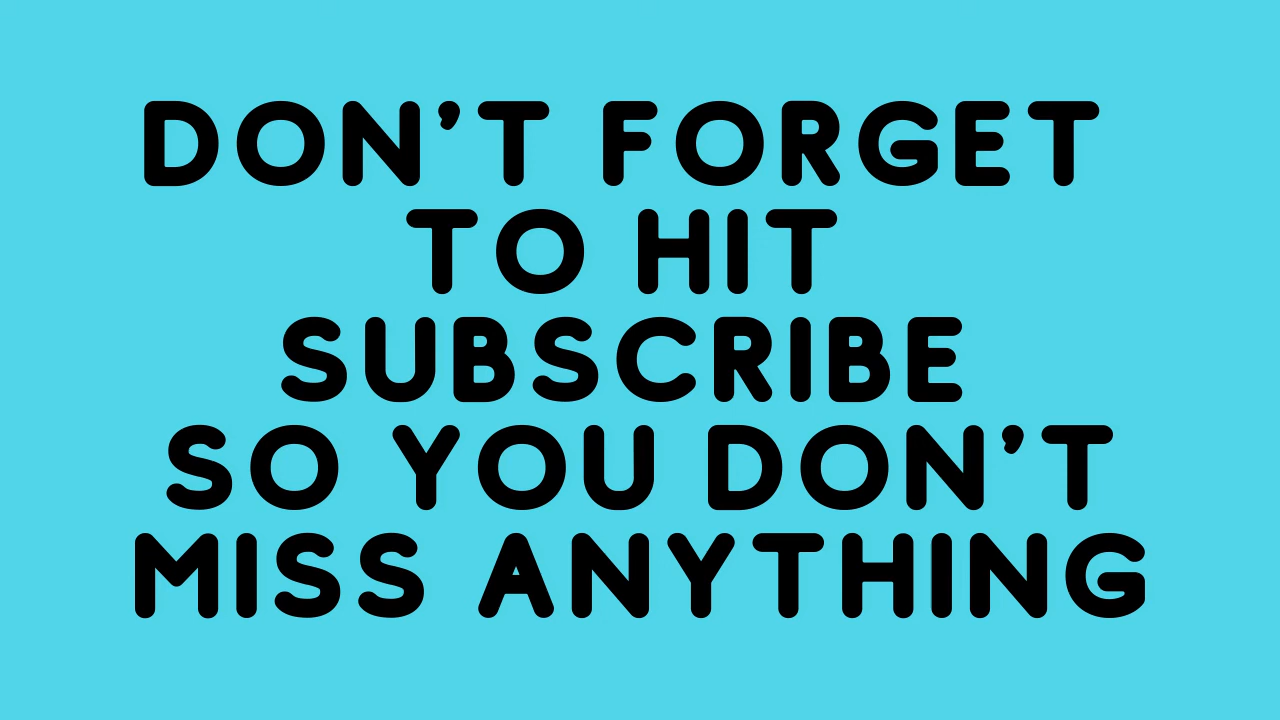 DON’T FORGET
TO HIT
SUBSCRIBE
SO YOU DON’T
MISS ANYTHING